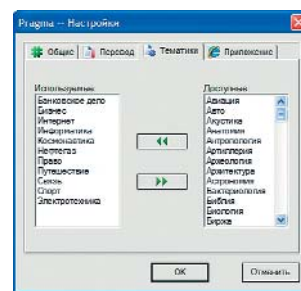 Pragma -- Настройки
Общие
Перевод
Тематики
Приложение
Используемые
Банковское дело
Бизнес
Интернет
Информатика
Космонавтика
Нефтегаз
Право
Путешествие
Связь
Спорт
Электротехника
Доступные
Авиация
Авто
Акустика
Анатомия
Антропология
Артиллерия
Археология
Архитектура
Астрономия
Бактериология
Библия
Биология
Биржа
OK
Отменить